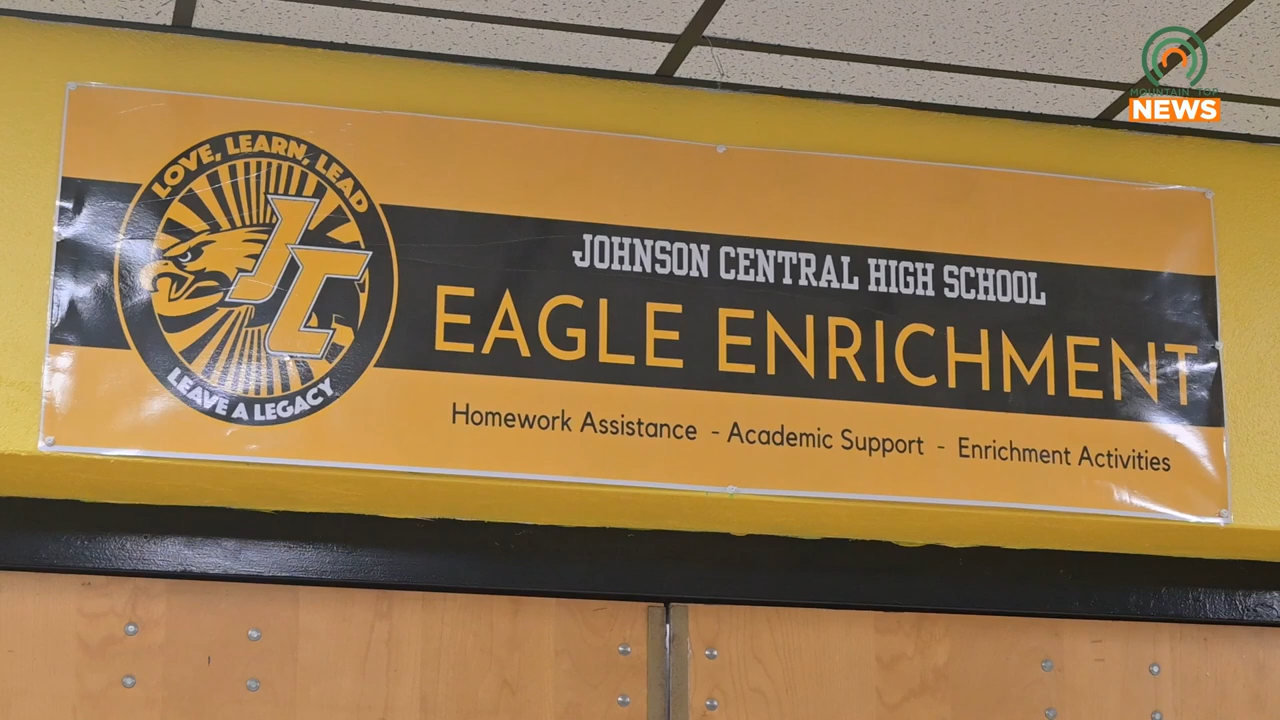 MOUNTAIN TOP
NEWS
LOVE, LEARN, LEAD
JC
LEAVE A LEGACY
JOHNSON CENTRAL HIGH SCHOOL
EAGLE ENRICHMENT
Homework Assistance - Academic Support - Enrichment Activities